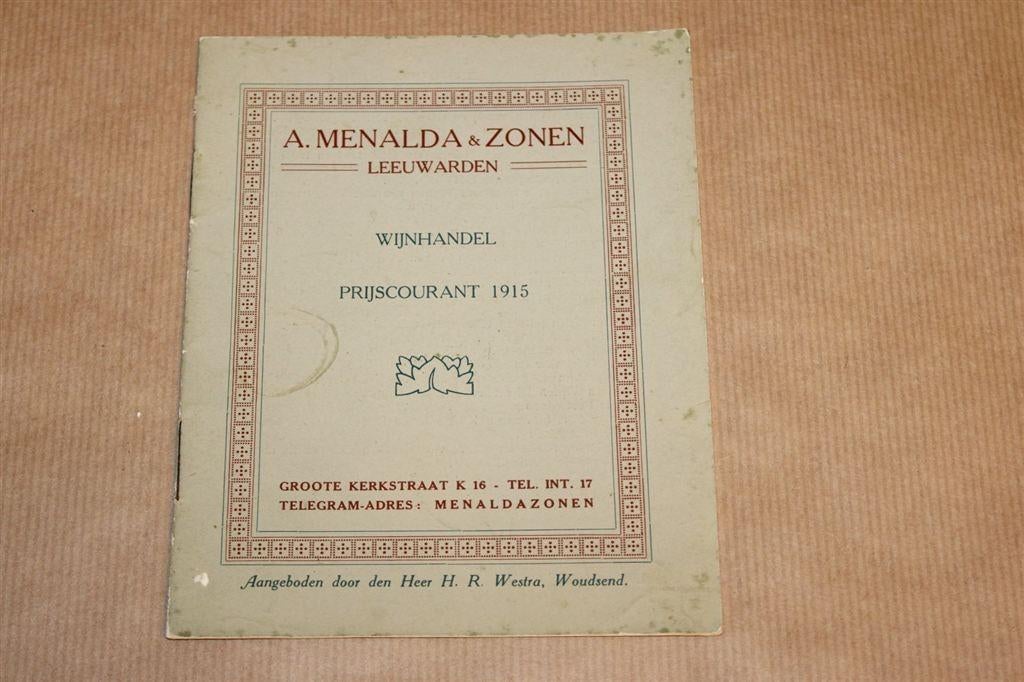 A. MENALDA & ZONEN
LEEUWARDEN
WIJNHANDEL
PRIJSCOURANT 1915
GROOTE KERKSTRAAT K 16 - TEL. INT. 17
TELEGRAM-ADRES: MENALDAZONEN
Aangeboden door den Heer H. R. Westra, Woudsend.